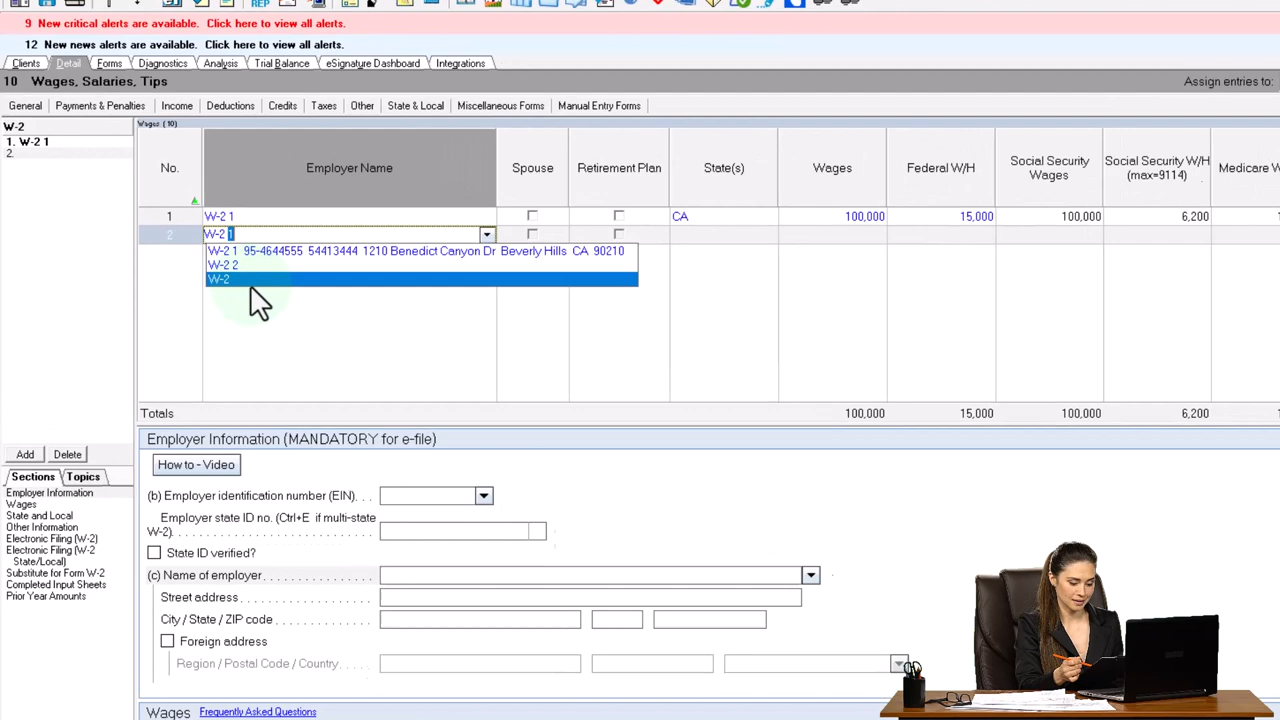 REP
9 New critical alerts are available. Click here to view all alerts.
12 New news alerts are available. Click here to view all alerts.
Clients Detail Forms Diagnostics Analysis Trial Balance eSignature Dashboard Integrations
10 Wages, Salaries, Tips Assign entries to:
General Payments & Penalties Income Deductions Credits Taxes Other State & Local Miscellaneous Forms Manual Entry Forms
W-2
1. W-2 1
2.
Wages (10)
No. Employer Name Spouse Retirement Plan State(s) Wages Federal W/H Social Security Wages Social Security W/H (max=9114) Medicare W
1 W-2 1 CA 100,000 15,000 100,000 6,200
2 W-2 1
W-2 1 95-4644555 54413444 1210 Benedict Canyon Dr Beverly Hills CA 90210
W-2 2
W-2
Totals 100,000 15,000 100,000 6,200
Employer Information (MANDATORY for e-file)
How to - Video
(b) Employer identification number (EIN). . .
Employer state ID no. (Ctrl+E if multi-state
W-2). . . . . . . . . . . . . . . . . . . . . . . . . . . . .
State ID verified?
(c) Name of employer . . . . . . . . . . . . . . . .
Street address . . . . . . . . . . . . . . . . . . .
City / State / ZIP code . . . . . . . . . . . . . .
Foreign address
Region / Postal Code / Country. . . . .
Wages Frequently Asked Questions
Add Delete
Sections Topics
Employer Information
Wages
State and Local
Other Information
Electronic Filing (W-2)
Electronic Filing (W-2
State/Local)
Substitute for Form W-2
Completed Input Sheets
Prior Year Amounts